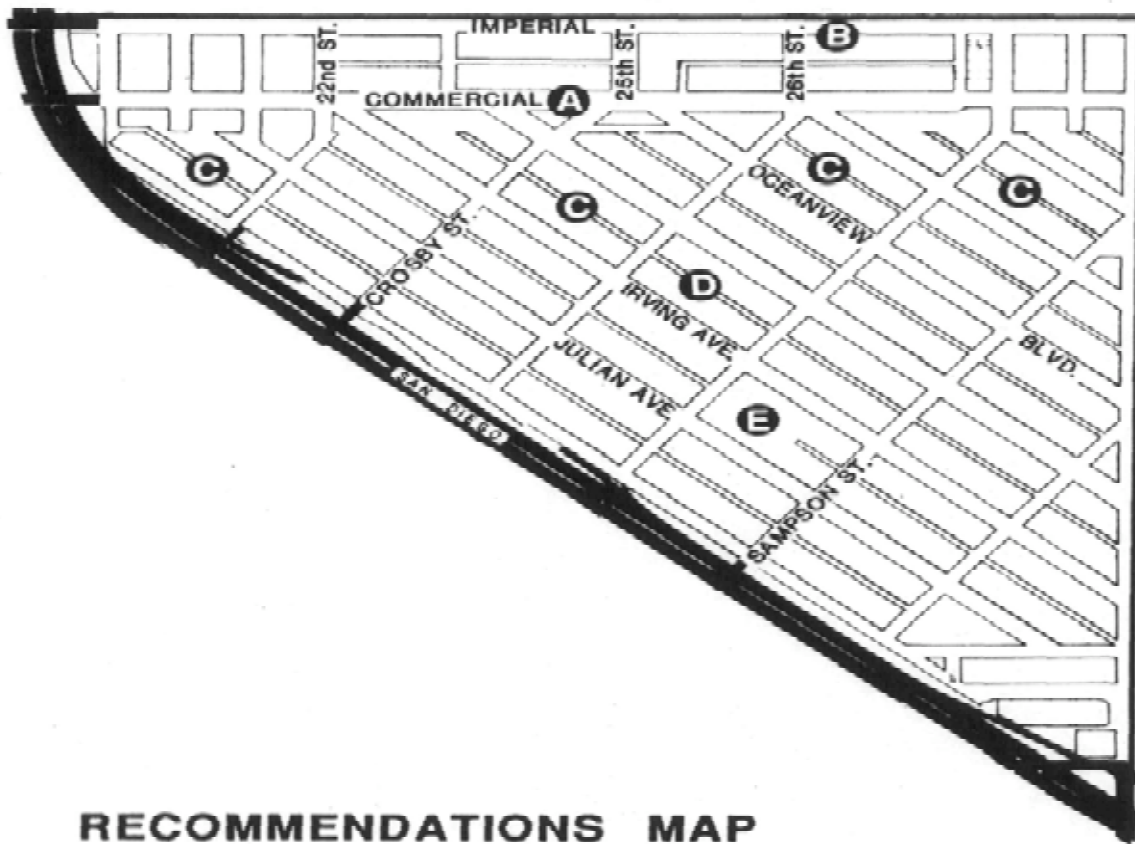 IMPERIAL
22nd ST.
25th ST.
26th ST.
B
COMMERCIAL A
C
C
C
C
OCEANVIEW
BLVD.
CROSBY ST.
D
IRVING AVE.
JULIAN AVE.
E
SAN DIEGO
SAMPSON ST.
RECOMMENDATIONS MAP